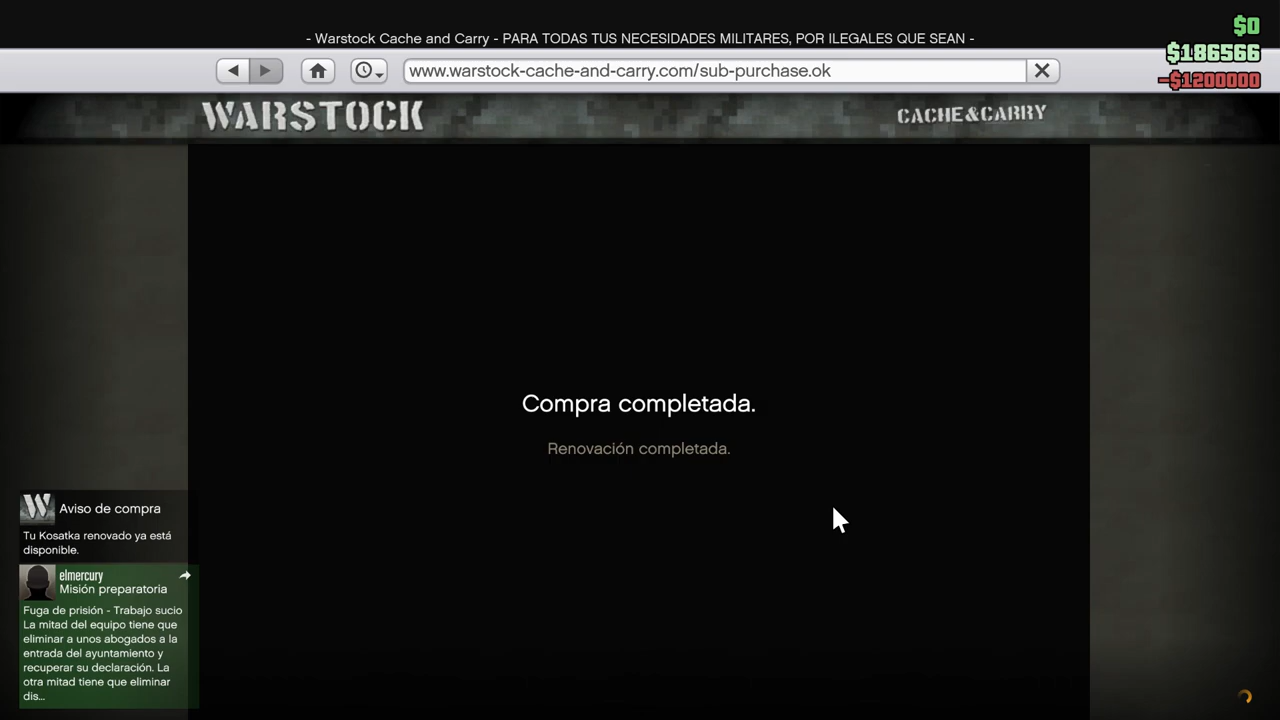 - Warstock Cache and Carry - PARA TODAS TUS NECESIDADES MILITARES, POR ILEGALES QUE SEAN -
$0
$186566
-$1200000
www.warstock-cache-and-carry.com/sub-purchase.ok
WARSTOCK
CACHE&CARRY
Compra completada.
Renovación completada.
W
Aviso de compra
Tu Kosatka renovado ya está
disponible.
elmercury
Misión preparatoria
Fuga de prisión - Trabajo sucio
La mitad del equipo tiene que
eliminar a unos abogados a la
entrada del ayuntamiento y
recuperar su declaración. La
otra mitad tiene que eliminar
dis...